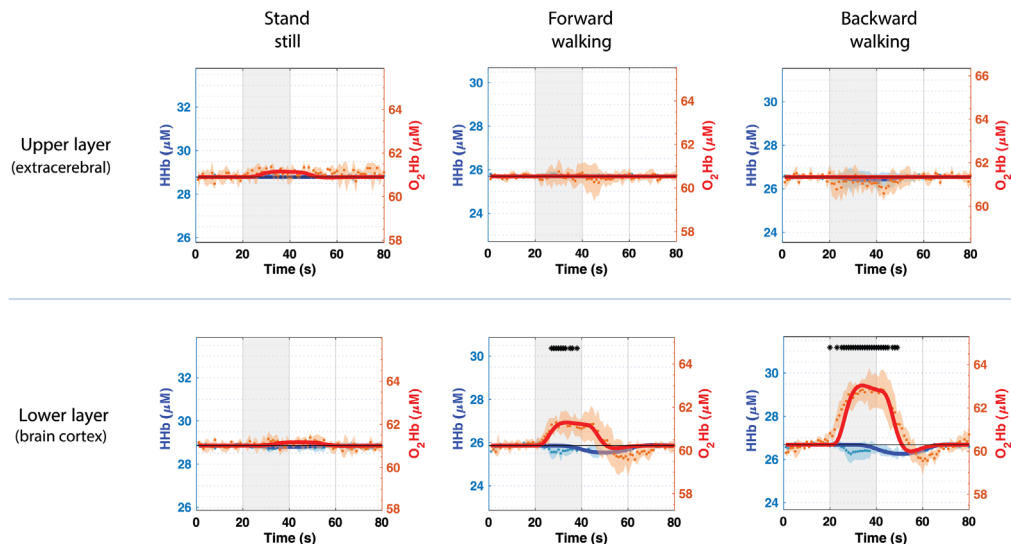 Stand
still
Forward
walking
Backward
walking
Upper layer
(extracerebral)
HHb (μM)
32
30
28
26
64
62
60
58
O2Hb (μM)
0 20 40 60 80
Time (s)
HHb (μM)
30
28
26
24
64
62
60
58
O2Hb (μM)
0 20 40 60 80
Time (s)
HHb (μM)
30
28
26
24
66
64
62
60
O2Hb (μM)
0 20 40 60 80
Time (s)
Lower layer
(brain cortex)
HHb (μM)
32
30
28
26
64
62
60
58
O2Hb (μM)
0 20 40 60 80
Time (s)
HHb (μM)
30
28
26
24
64
62
60
58
O2Hb (μM)
0 20 40 60 80
Time (s)
HHb (μM)
30
28
26
24
64
62
60
58
O2Hb (μM)
0 20 40 60 80
Time (s)